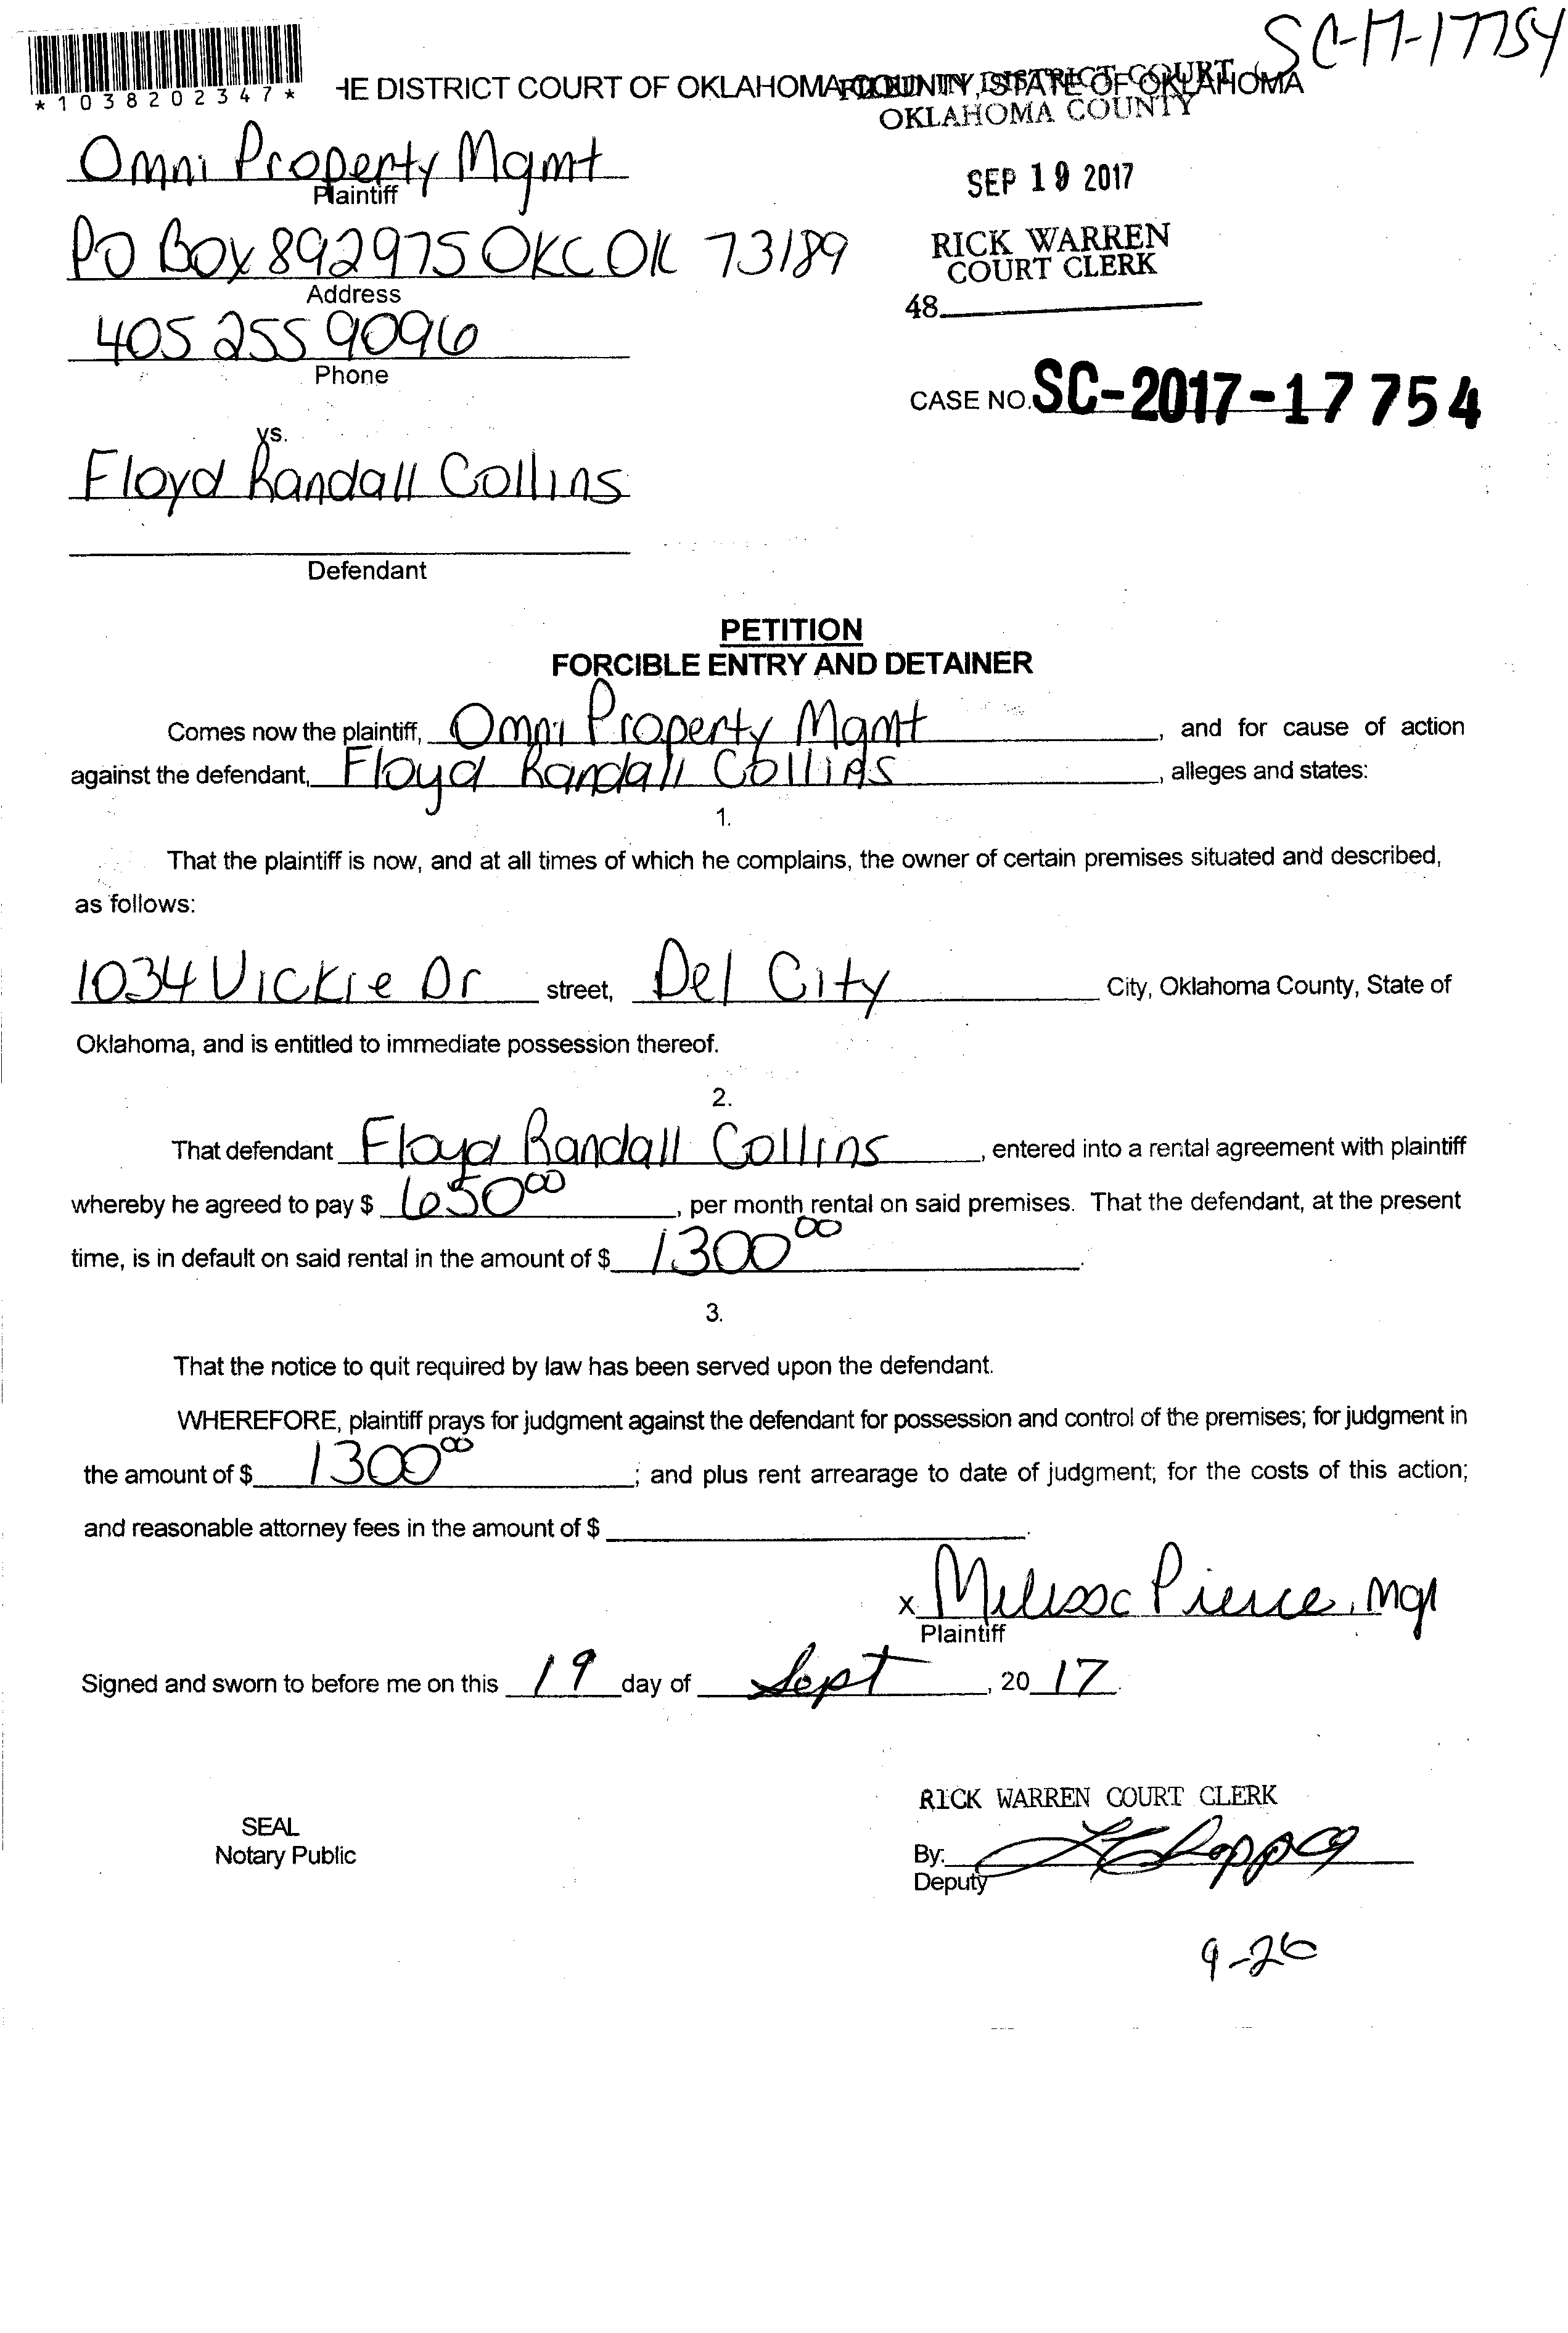 SC-17-17754
*1038202347*
HE DISTRICT COURT OF OKLAHOMA COUNTY, STATE OF OKLAHOMA
DISTRICT COURT
OKLAHOMA COUNTY
Omni Property Mgmt
Plaintiff
SEP 19 2017
PO Box 892975 OKC OK 73189
RICK WARREN
COURT CLERK
Address
48
405 255 9096
Phone
CASE NO. SC-2017-17754
vs.
Floyd Randall Collins
Defendant
PETITION
FORCIBLE ENTRY AND DETAINER
Comes now the plaintiff, Omni Property Mgmt, and for cause of action
against the defendant, Floyd Randall Collins, alleges and states:
1.
That the plaintiff is now, and at all times of which he complains, the owner of certain premises situated and described,
as follows:
1034 Vickie Dr street, Del City City, Oklahoma County, State of
Oklahoma, and is entitled to immediate possession thereof.
2.
That defendant Floyd Randall Collins, entered into a rental agreement with plaintiff
whereby he agreed to pay $ 650 00, per month rental on said premises. That the defendant, at the present
time, is in default on said rental in the amount of $ 1300 00.
3.
That the notice to quit required by law has been served upon the defendant.
WHEREFORE, plaintiff prays for judgment against the defendant for possession and control of the premises; for judgment in
the amount of $ 1300 00; and plus rent arrearage to date of judgment; for the costs of this action;
and reasonable attorney fees in the amount of $ .
x Melissa Pierce, Mgr
Plaintiff
Signed and sworn to before me on this 19 day of Sept, 20 17.
RICK WARREN COURT CLERK
SEAL
Notary Public
By:
Deputy
9-26